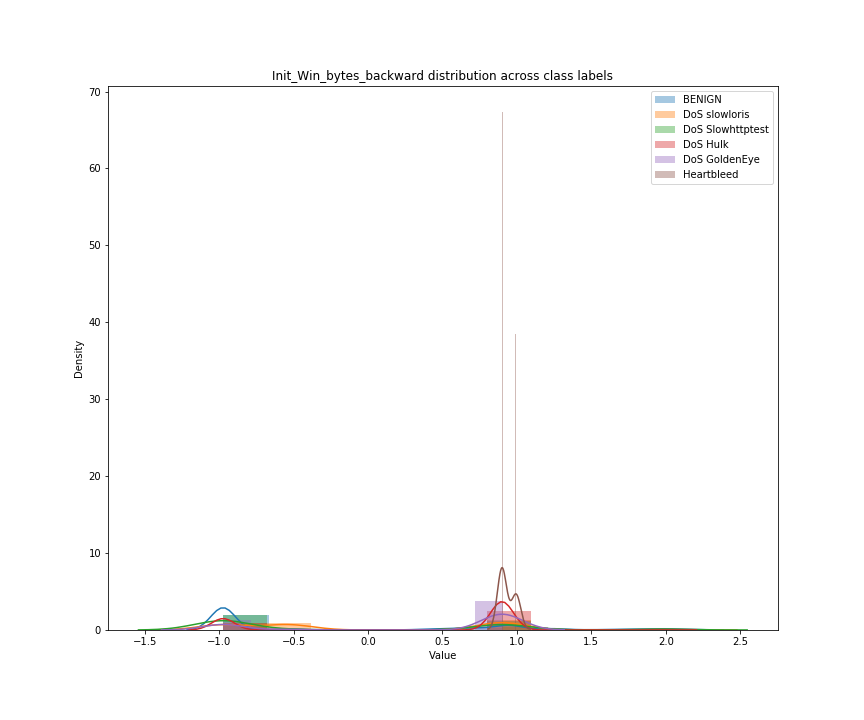 Init_Win_bytes_backward distribution across class labels
BENIGN
DoS slowloris
DoS Slowhttptest
DoS Hulk
DoS GoldenEye
Heartbleed
70
60
50
40
30
20
10
0
Density
−1.5 −1.0 −0.5 0.0 0.5 1.0 1.5 2.0 2.5
Value